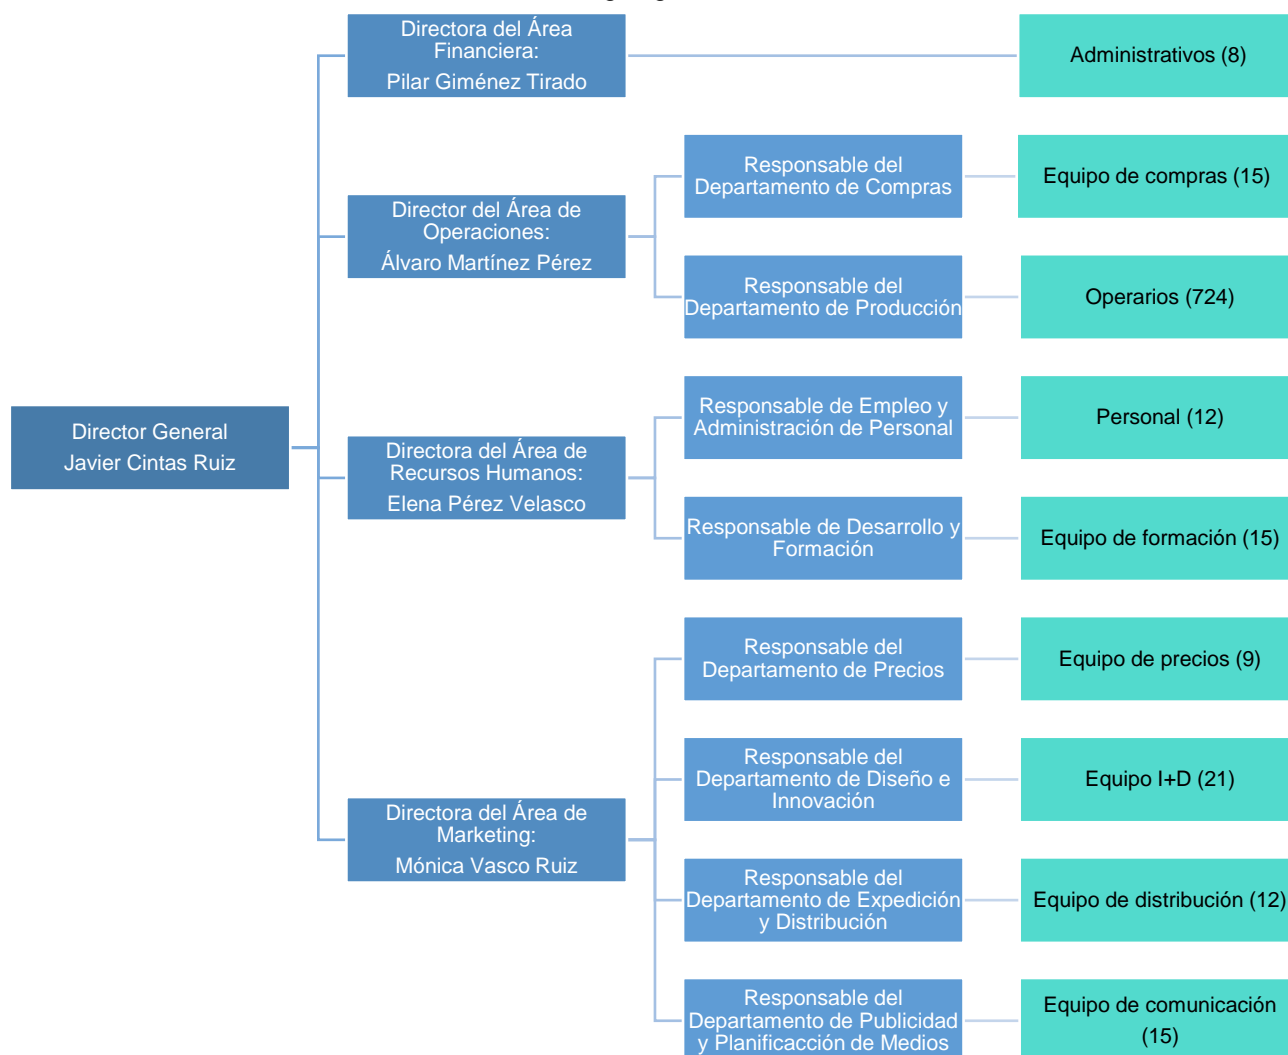 Directora del Área
Financiera:
Pilar Giménez Tirado
Administrativos (8)
Director del Área de
Operaciones:
Álvaro Martínez Pérez
Responsable del
Departamento de Compras
Equipo de compras (15)
Responsable del
Departamento de Producción
Operarios (724)
Director General
Javier Cintas Ruiz
Directora del Área de
Recursos Humanos:
Elena Pérez Velasco
Responsable de Empleo y
Administración de Personal
Personal (12)
Responsable de Desarrollo y
Formación
Equipo de formación (15)
Directora del Área de
Marketing:
Mónica Vasco Ruiz
Responsable del
Departamento de Precios
Equipo de precios (9)
Responsable del
Departamento de Diseño e
Innovación
Equipo I+D (21)
Responsable del
Departamento de Expedición
y Distribución
Equipo de distribución (12)
Responsable del
Departamento de Publicidad
y Planificacción de Medios
Equipo de comunicación
(15)